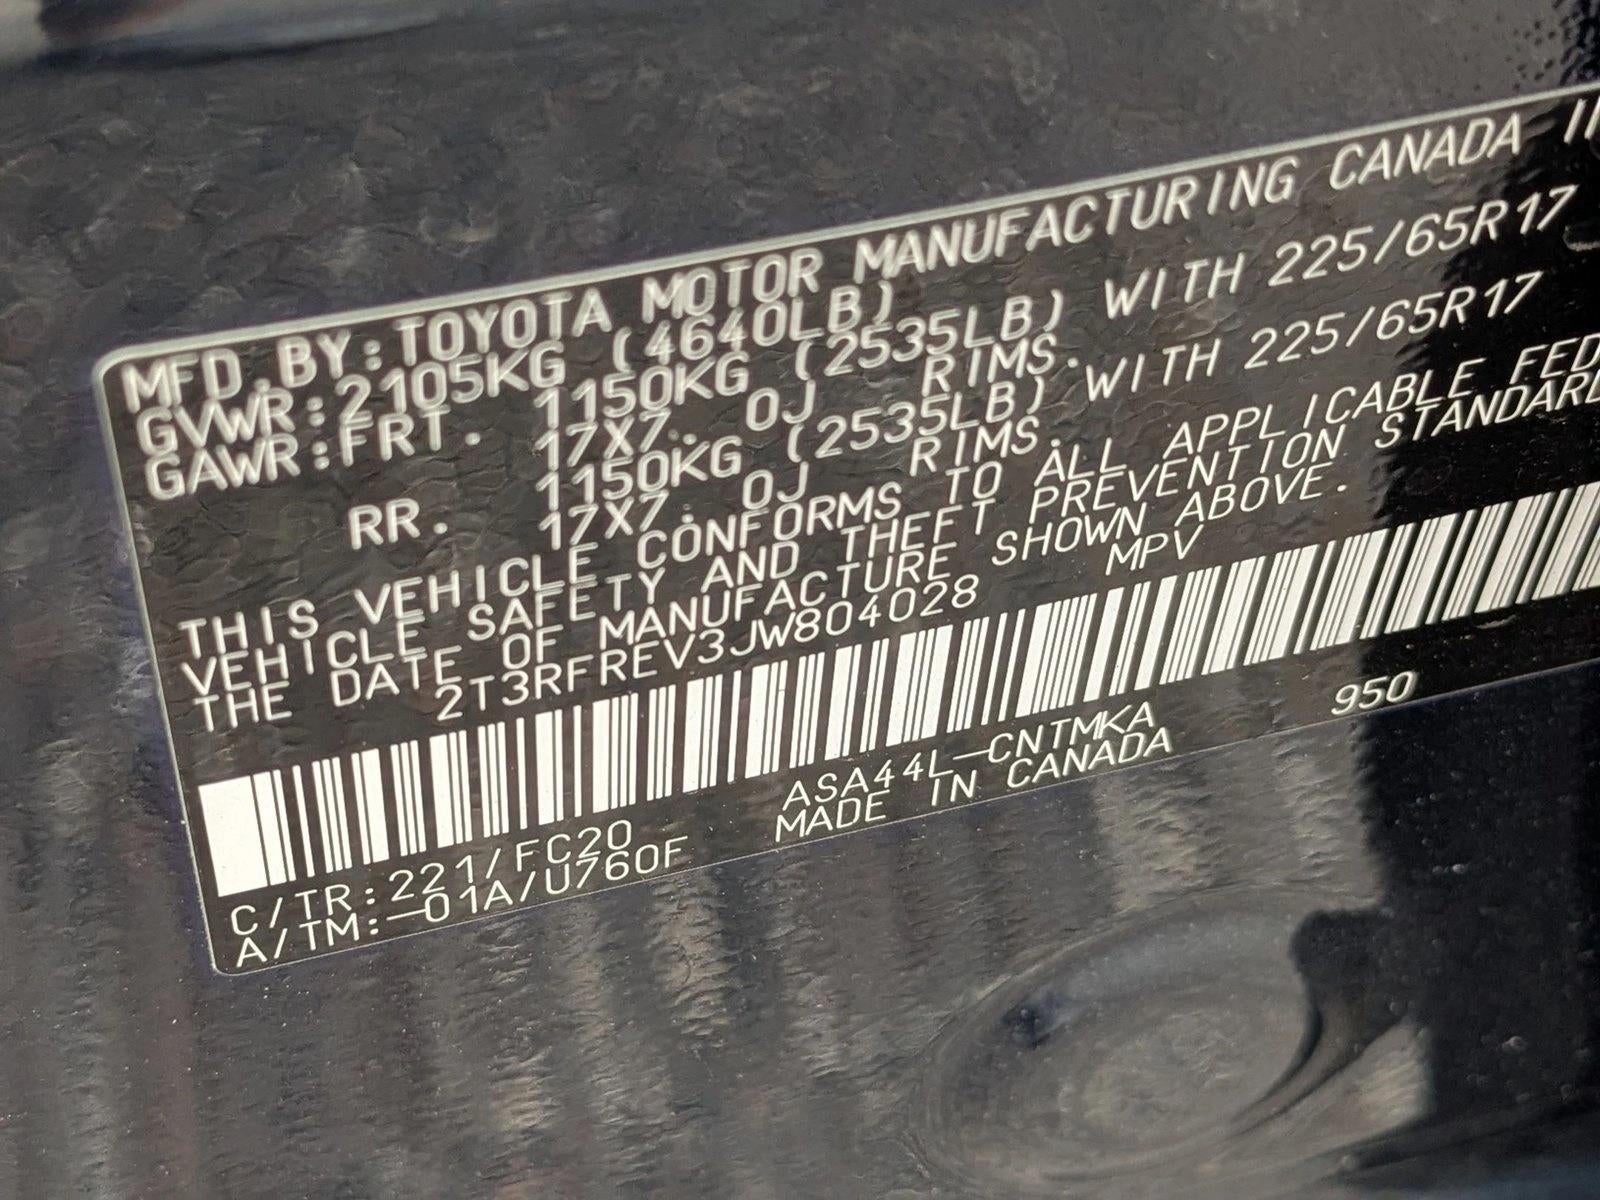 MFD.BY:TOYOTA MOTOR MANUFACTURING CANADA
GVWR:2105KG (4640LB)
GAWR:FRT. 1150KG (2535LB) WITH 225/65R17
17X7. 0J RIMS.
RR. 1150KG (2535LB) WITH 225/65R17
17X7. 0J RIMS.
THIS VEHICLE CONFORMS TO ALL APPLICABLE FED
VEHICLE SAFETY AND THEFT PREVENTION STANDARD
THE DATE OF MANUFACTURE SHOWN ABOVE.
2T3RFREV3JW804028 MPV
C/TR:221/FC20 ASA44L-CNTMKA 950
A/TM:-01A/U760F MADE IN CANADA